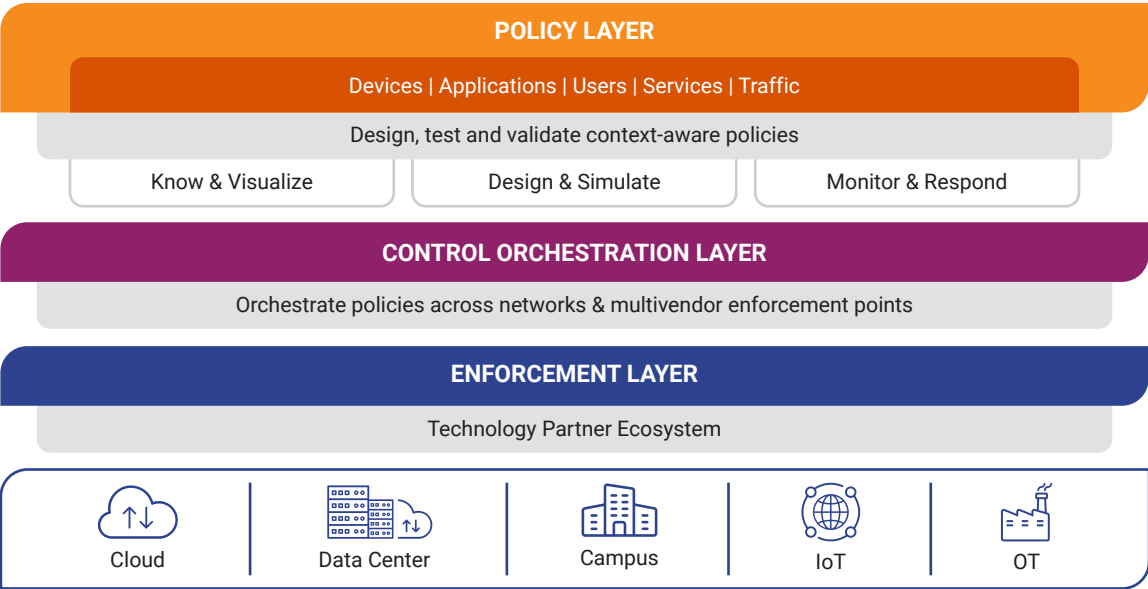 POLICY LAYER
Devices | Applications | Users | Services | Traffic
Design, test and validate context-aware policies
Know & Visualize
Design & Simulate
Monitor & Respond
CONTROL ORCHESTRATION LAYER
Orchestrate policies across networks & multivendor enforcement points
ENFORCEMENT LAYER
Technology Partner Ecosystem
Cloud
Data Center
Campus
IoT
OT